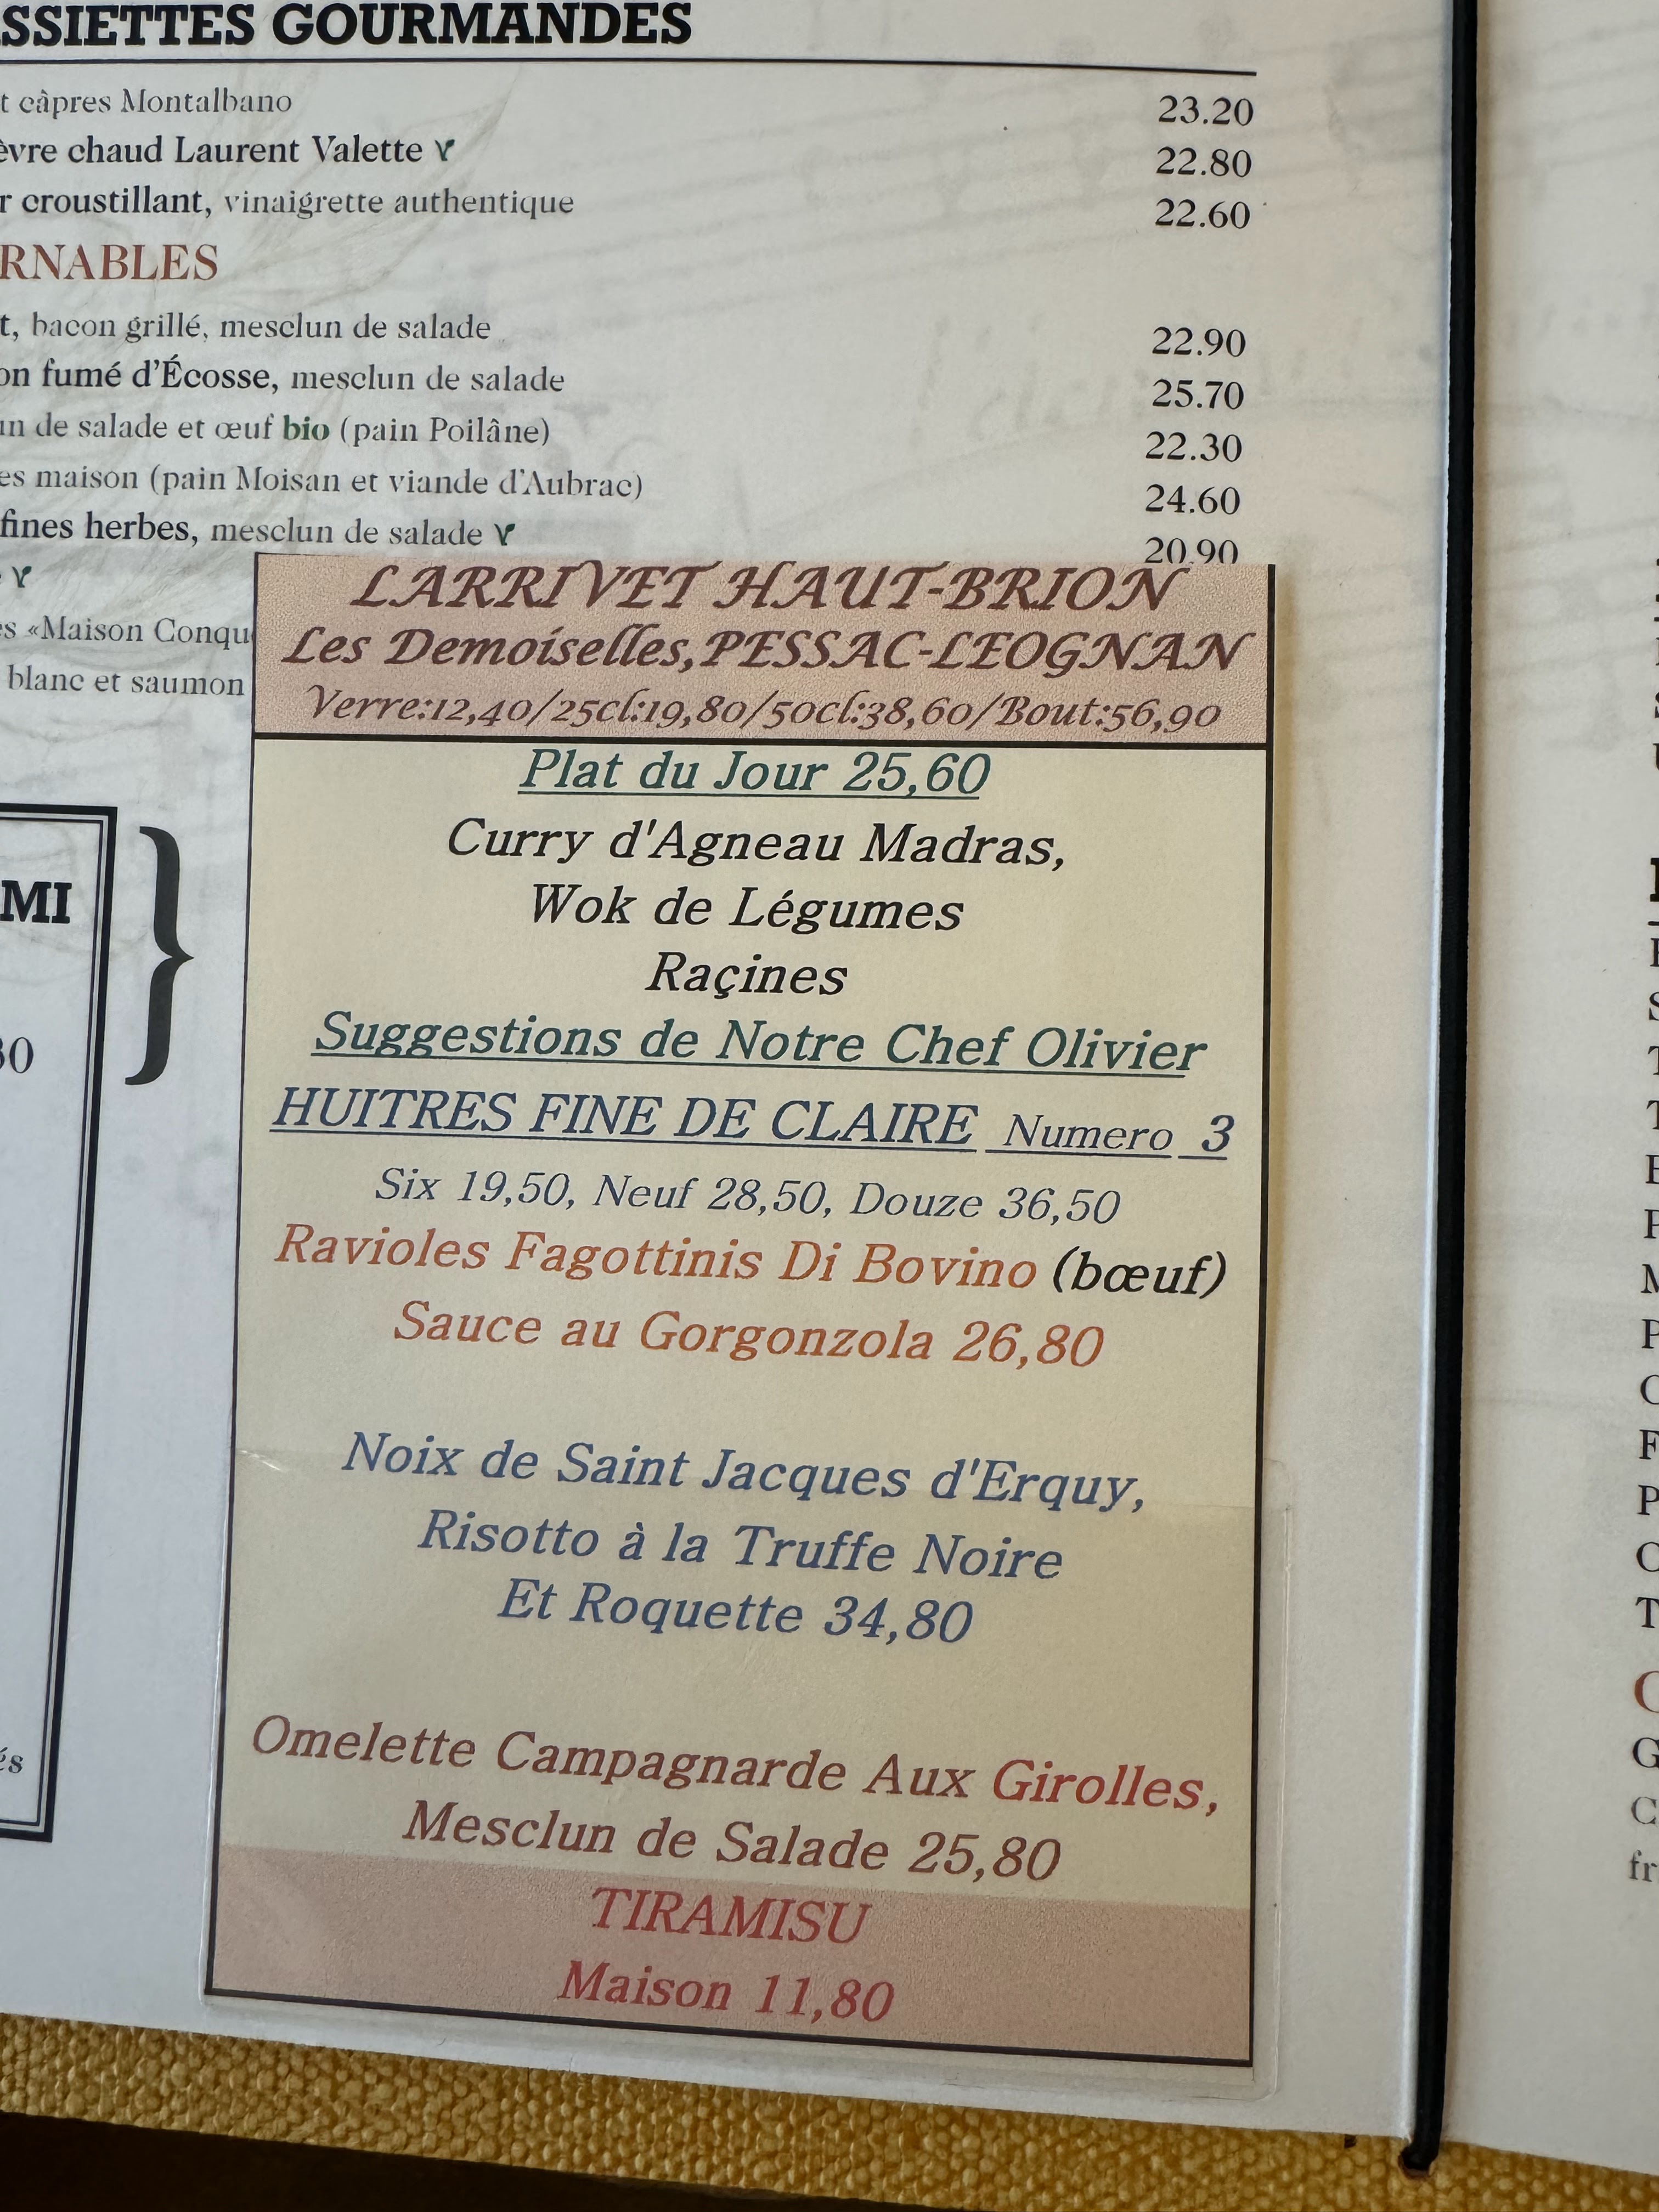 SSIETTES GOURMANDES
câpres Montalbano 23.20
chaud Laurent Valette 22.80
croustillant, vinaigrette authentique 22.60
RNABLES
bacon grillé, mesclun de salade 22.90
fumé d'Écosse, mesclun de salade 25.70
de salade et œuf bio (pain Poilâne) 22.30
maison (pain Moisan et viande d'Aubrac) 24.60
fines herbes, mesclun de salade 20.90
«Maison Conqu
blanc et saumon
MI
LARRIVET HAUT-BRION
Les Demoiselles,PESSAC-LEOGNAN
Verre:12,40/25cl:19,80/50cl:38,60/Bout:56,90
Plat du Jour 25,60
Curry d'Agneau Madras,
Wok de Légumes
Raçines
Suggestions de Notre Chef Olivier
HUITRES FINE DE CLAIRE Numero 3
Six 19,50, Neuf 28,50, Douze 36,50
Ravioles Fagottinis Di Bovino (bœuf)
Sauce au Gorgonzola 26,80
Noix de Saint Jacques d'Erquy,
Risotto à la Truffe Noire
Et Roquette 34,80
Omelette Campagnarde Aux Girolles,
Mesclun de Salade 25,80
TIRAMISU
Maison 11,80